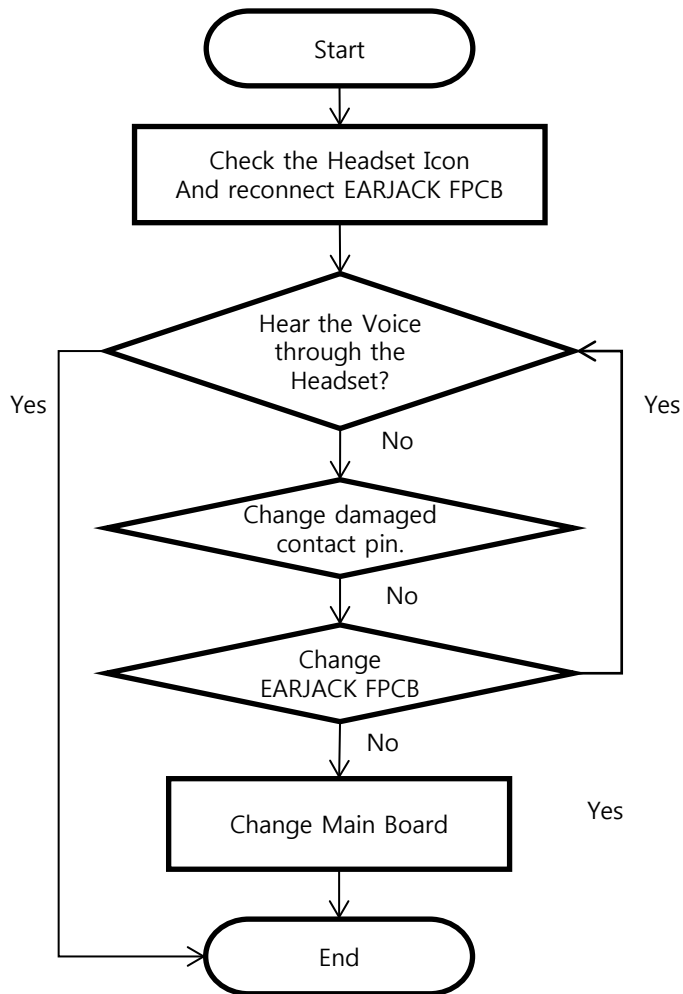 Start
Check the Headset Icon
And reconnect EARJACK FPCB
Hear the Voice
through the
Headset?
Yes
Yes
No
Change damaged
contact pin.
No
Change
EARJACK FPCB
No
Change Main Board
Yes
End